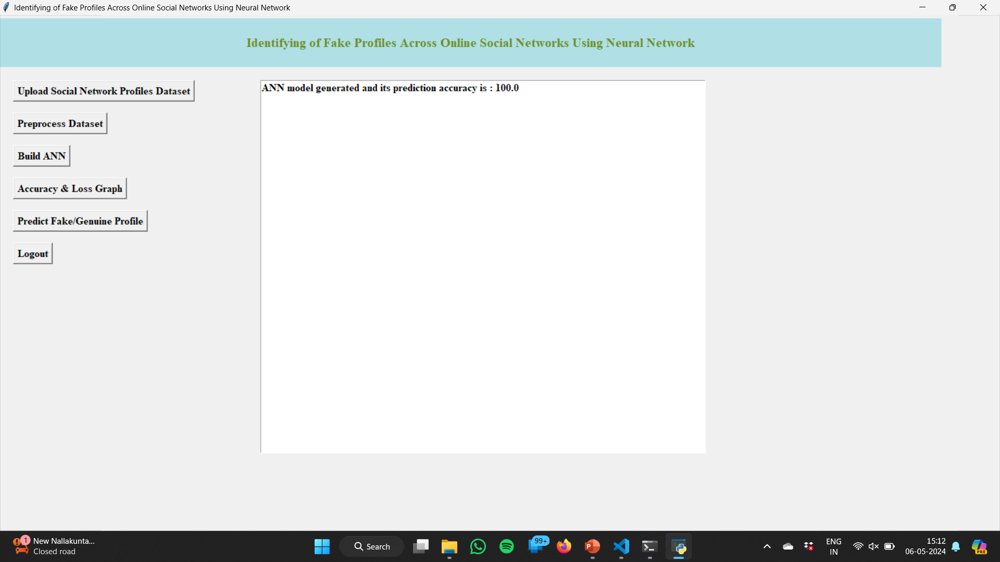 Identifying of Fake Profiles Across Online Social Networks Using Neural Network
Identifying of Fake Profiles Across Online Social Networks Using Neural Network
Upload Social Network Profiles Dataset
ANN model generated and its prediction accuracy is : 100.0
Preprocess Dataset
Build ANN
Accuracy & Loss Graph
Predict Fake/Genuine Profile
Logout
1
New Nallakunta...
Closed road
Search
99+
P
ENG
IN
15:12
06-05-2024
PRE